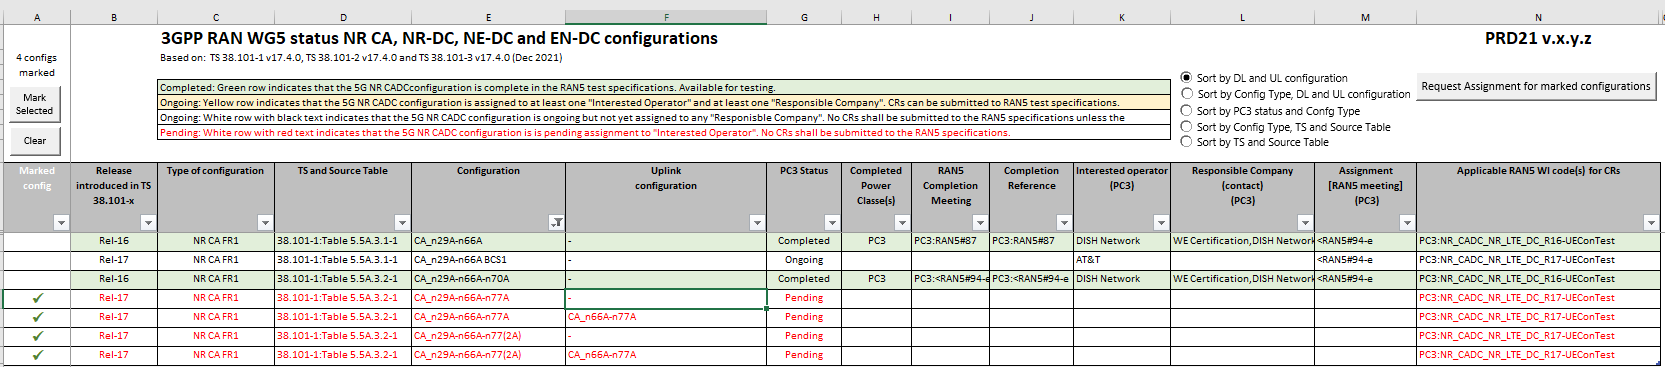 A B C D E F G H I J K L M N
3GPP RAN WG5 status NR CA, NR-DC, NE-DC and EN-DC configurations
PRD21 v.x.y.z
4 configs
marked
Based on: TS 38.101-1 v17.4.0, TS 38.101-2 v17.4.0 and TS 38.101-3 v17.4.0 (Dec 2021)
Mark
Selected
Clear
Completed: Green row indicates that the 5G NR CADCconfiguration is complete in the RAN5 test specifications. Available for testing.
Ongoing: Yellow row indicates that the 5G NR CADC configuration is assigned to at least one "Interested Operator" and at least one "Responsible Company". CRs can be submitted to RAN5 test specifications.
Ongoing: White row with black text indicates that the 5G NR CADC configuration is ongoing but not yet assigned to any "Responisble Company". No CRs shall be submitted to the RAN5 specifications unless the
Pending: White row with red text indicates that the 5G NR CADC configuration is is pending assignment to "Interested Operator". No CRs shall be submitted to the RAN5 specifications.
Sort by DL and UL configuration
Sort by Config Type, DL and UL configuration
Sort by PC3 status and Confg Type
Sort by Config Type, TS and Source Table
Sort by TS and Source Table
Request Assignment for marked configurations
Marked
config
Release
introduced in TS
38.101-x
Type of configuration
TS and Source Table
Configuration
Uplink
configuration
PC3 Status
Completed
Power
Classe(s)
RAN5
Completion
Meeting
Completion
Reference
Interested operator
(PC3)
Responsible Company
(contact)
(PC3)
Assignment
[RAN5 meeting]
(PC3)
Applicable RAN5 WI code(s) for CRs
Rel-16 NR CA FR1 38.101-1:Table 5.5A.3.1-1 CA_n29A-n66A - Completed PC3 PC3:RAN5#87 PC3:RAN5#87 DISH Network WE Certification,DISH Network <RAN5#94-e PC3:NR_CADC_NR_LTE_DC_R16-UEConTest
Rel-17 NR CA FR1 38.101-1:Table 5.5A.3.1-1 CA_n29A-n66A BCS1 - Ongoing AT&T <RAN5#94-e PC3:NR_CADC_NR_LTE_DC_R17-UEConTest
Rel-16 NR CA FR1 38.101-1:Table 5.5A.3.2-1 CA_n29A-n66A-n70A - Completed PC3 PC3:<RAN5#94-e PC3:<RAN5#94-e DISH Network WE Certification,DISH Network <RAN5#94-e PC3:NR_CADC_NR_LTE_DC_R16-UEConTest
✓ Rel-17 NR CA FR1 38.101-1:Table 5.5A.3.2-1 CA_n29A-n66A-n77A - Pending PC3:NR_CADC_NR_LTE_DC_R17-UEConTest
✓ Rel-17 NR CA FR1 38.101-1:Table 5.5A.3.2-1 CA_n29A-n66A-n77A CA_n66A-n77A Pending PC3:NR_CADC_NR_LTE_DC_R17-UEConTest
✓ Rel-17 NR CA FR1 38.101-1:Table 5.5A.3.2-1 CA_n29A-n66A-n77(2A) - Pending PC3:NR_CADC_NR_LTE_DC_R17-UEConTest
✓ Rel-17 NR CA FR1 38.101-1:Table 5.5A.3.2-1 CA_n29A-n66A-n77(2A) CA_n66A-n77A Pending PC3:NR_CADC_NR_LTE_DC_R17-UEConTest